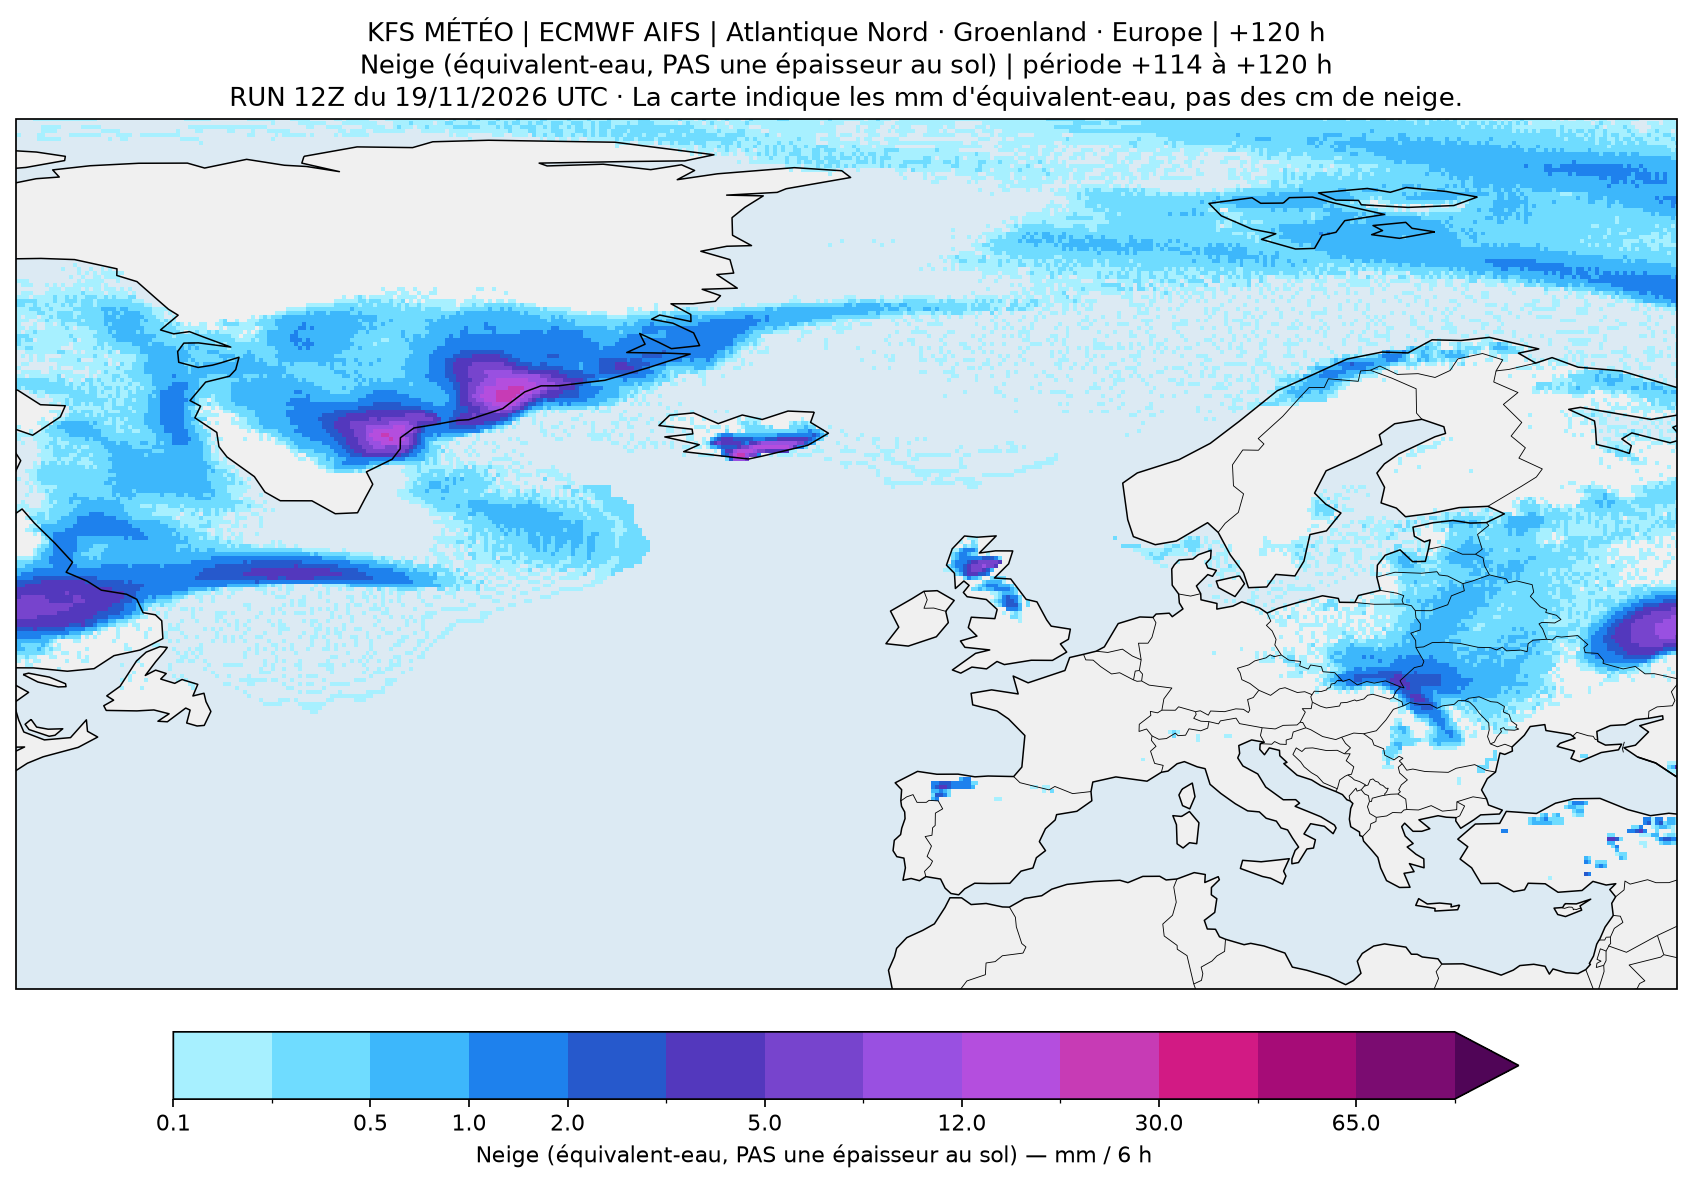 KFS MÉTÉO | ECMWF AIFS | Atlantique Nord · Groenland · Europe | +120 h
Neige (équivalent-eau, PAS une épaisseur au sol) | période +114 à +120 h
RUN 12Z du 19/11/2026 UTC · La carte indique les mm d'équivalent-eau, pas des cm de neige.
0.1 0.5 1.0 2.0 5.0 12.0 30.0 65.0
Neige (équivalent-eau, PAS une épaisseur au sol) — mm / 6 h